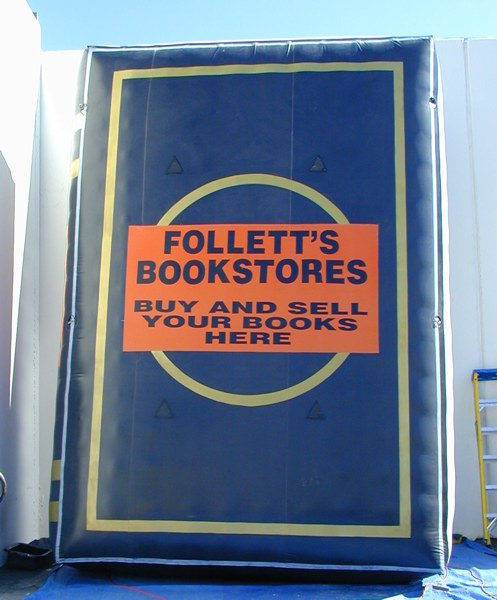 FOLLETT'S
BOOKSTORES
BUY AND SELL
YOUR BOOKS
HERE